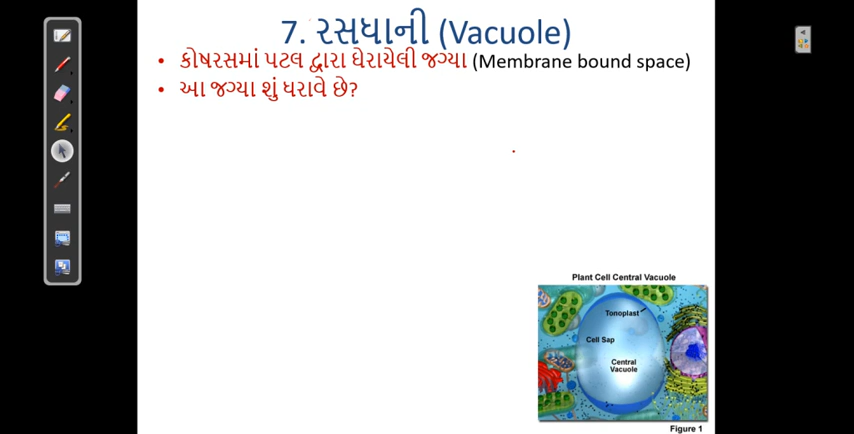 7. રસધાની (Vacuole)
• કોષરસમાં પટલ દ્વારા ઘેરાયેલી જગ્યા (Membrane bound space)
• આ જગ્યા શું ધરાવે છે?
Plant Cell Central Vacuole
Tonoplast
Cell Sap
Central
Vacuole
Figure 1